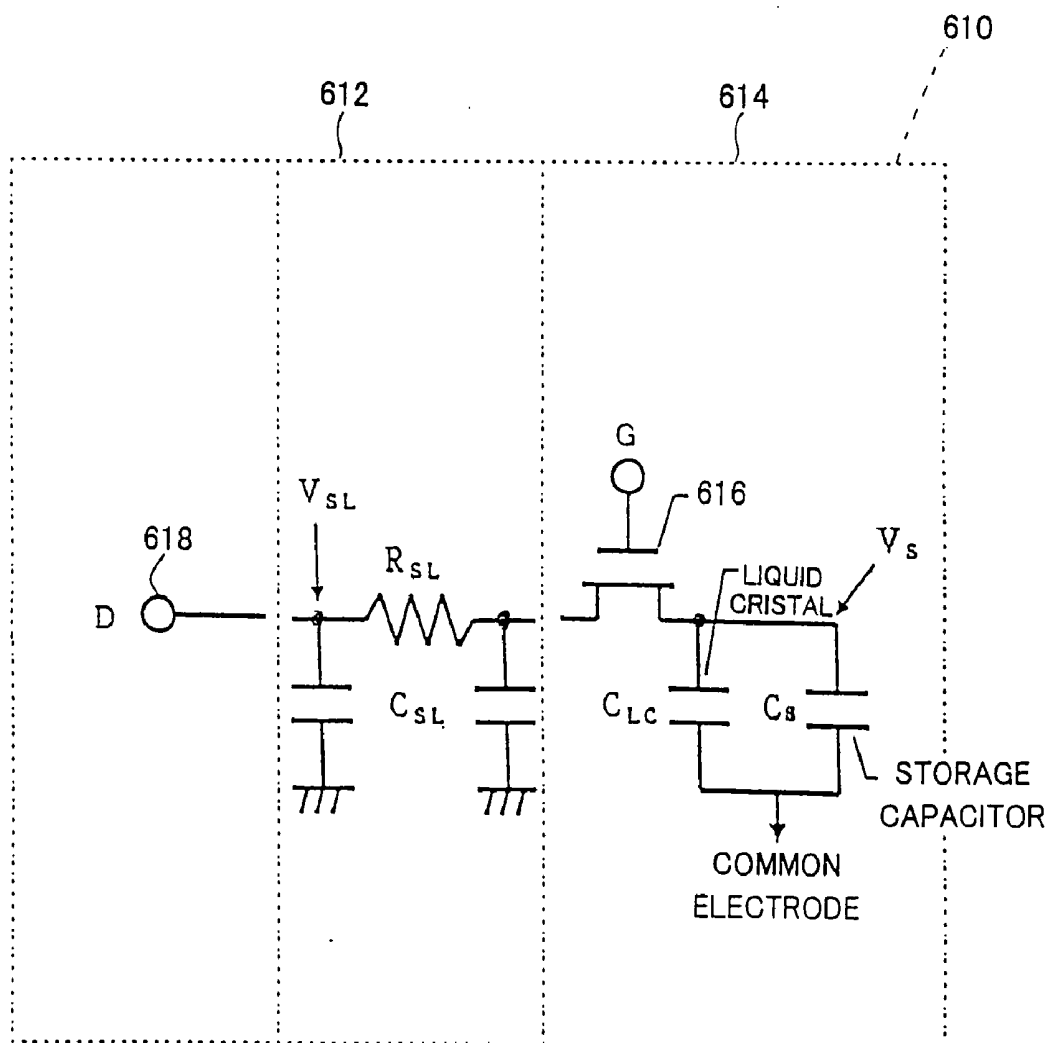 610
612
614
G
616
V_SL
V_S
618
R_SL
LIQUID
CRISTAL
D
C_SL
C_LC
C_S
STORAGE
CAPACITOR
COMMON
ELECTRODE